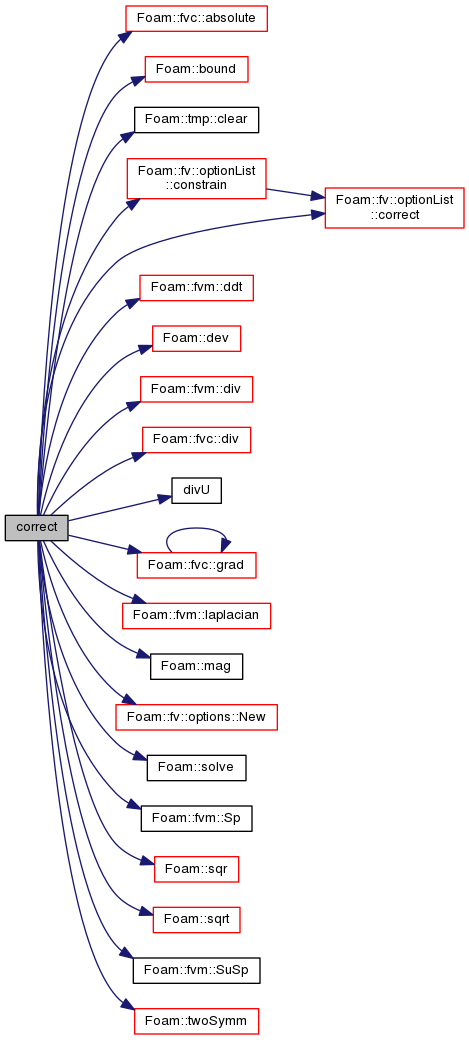 Foam::fvc::absolute
Foam::bound
Foam::tmp::clear
Foam::fv::optionList
::constrain
Foam::fv::optionList
::correct
Foam::fvm::ddt
Foam::dev
Foam::fvm::div
Foam::fvc::div
divU
correct
Foam::fvc::grad
Foam::fvm::laplacian
Foam::mag
Foam::fv::options::New
Foam::solve
Foam::fvm::Sp
Foam::sqr
Foam::sqrt
Foam::fvm::SuSp
Foam::twoSymm